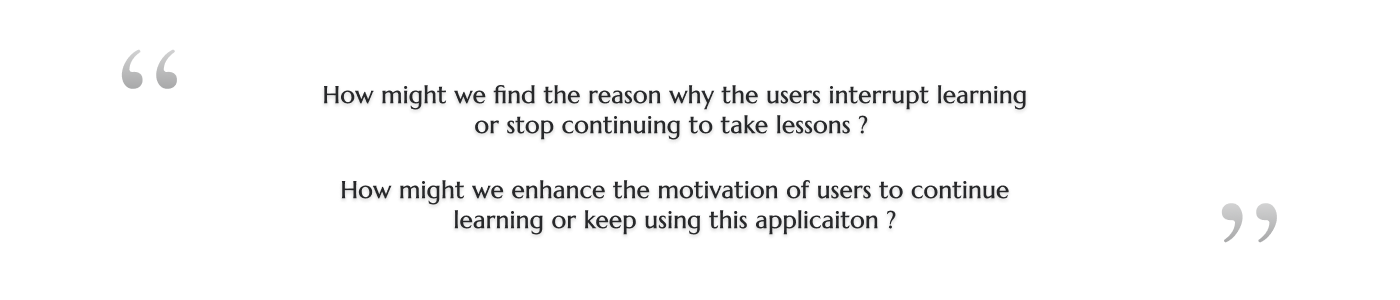 “
How might we find the reason why the users interrupt learning
or stop continuing to take lessons ?
How might we enhance the motivation of users to continue
learning or keep using this applicaiton ?
”